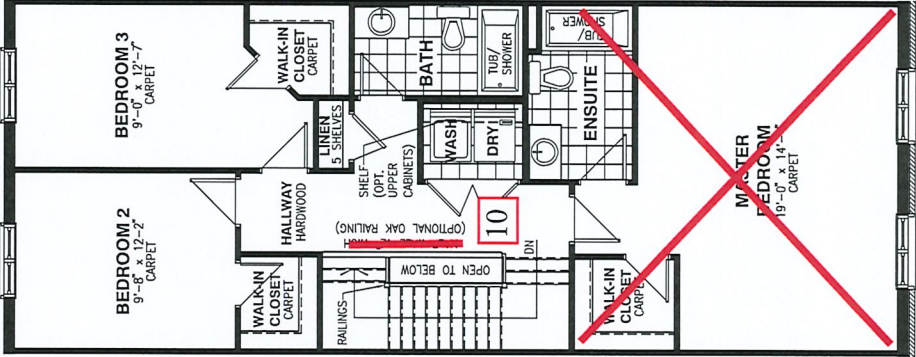 BEDROOM 3
9'-0" x 12'-7"
CARPET
WALK-IN
CLOSET
CARPET
BATH
TUB/
SHOWER
TUB/
SHOWER
ENSUITE
LINEN
5 SHELVES
WASH
DRY
SHELF
(OPT.
UPPER
CABINETS)
BEDROOM 2
9'-8" x 12'-2"
CARPET
HALLWAY
HARDWOOD
(OPTIONAL OAK RAILING)
10
WALK-IN
CLOSET
CARPET
RAILINGS
OPEN TO BELOW
DN
WALK-IN
CLOSET
CARPET
MASTER
BEDROOM
CARPET